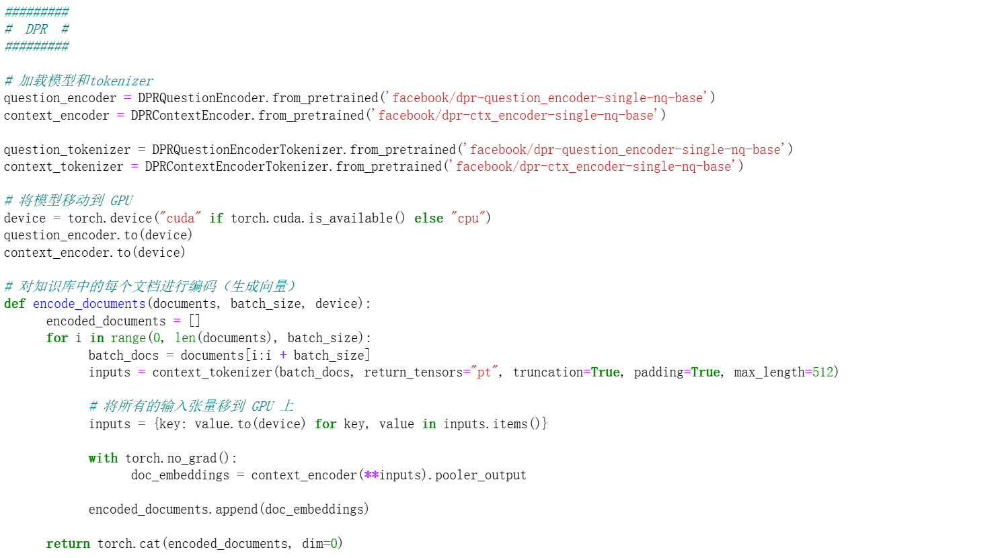 #########
#  DPR  #
#########
# 加载模型和tokenizer
question_encoder = DPRQuestionEncoder.from_pretrained('facebook/dpr-question_encoder-single-nq-base')
context_encoder = DPRContextEncoder.from_pretrained('facebook/dpr-ctx_encoder-single-nq-base')
question_tokenizer = DPRQuestionEncoderTokenizer.from_pretrained('facebook/dpr-question_encoder-single-nq-base')
context_tokenizer = DPRContextEncoderTokenizer.from_pretrained('facebook/dpr-ctx_encoder-single-nq-base')
# 将模型移动到 GPU
device = torch.device("cuda" if torch.cuda.is_available() else "cpu")
question_encoder.to(device)
context_encoder.to(device)
# 对知识库中的每个文档进行编码（生成向量）
def encode_documents(documents, batch_size, device):
      encoded_documents = []
      for i in range(0, len(documents), batch_size):
            batch_docs = documents[i:i + batch_size]
            inputs = context_tokenizer(batch_docs, return_tensors="pt", truncation=True, padding=True, max_length=512)
            # 将所有的输入张量移到 GPU 上
            inputs = {key: value.to(device) for key, value in inputs.items()}
            with torch.no_grad():
                  doc_embeddings = context_encoder(**inputs).pooler_output
            encoded_documents.append(doc_embeddings)
      return torch.cat(encoded_documents, dim=0)